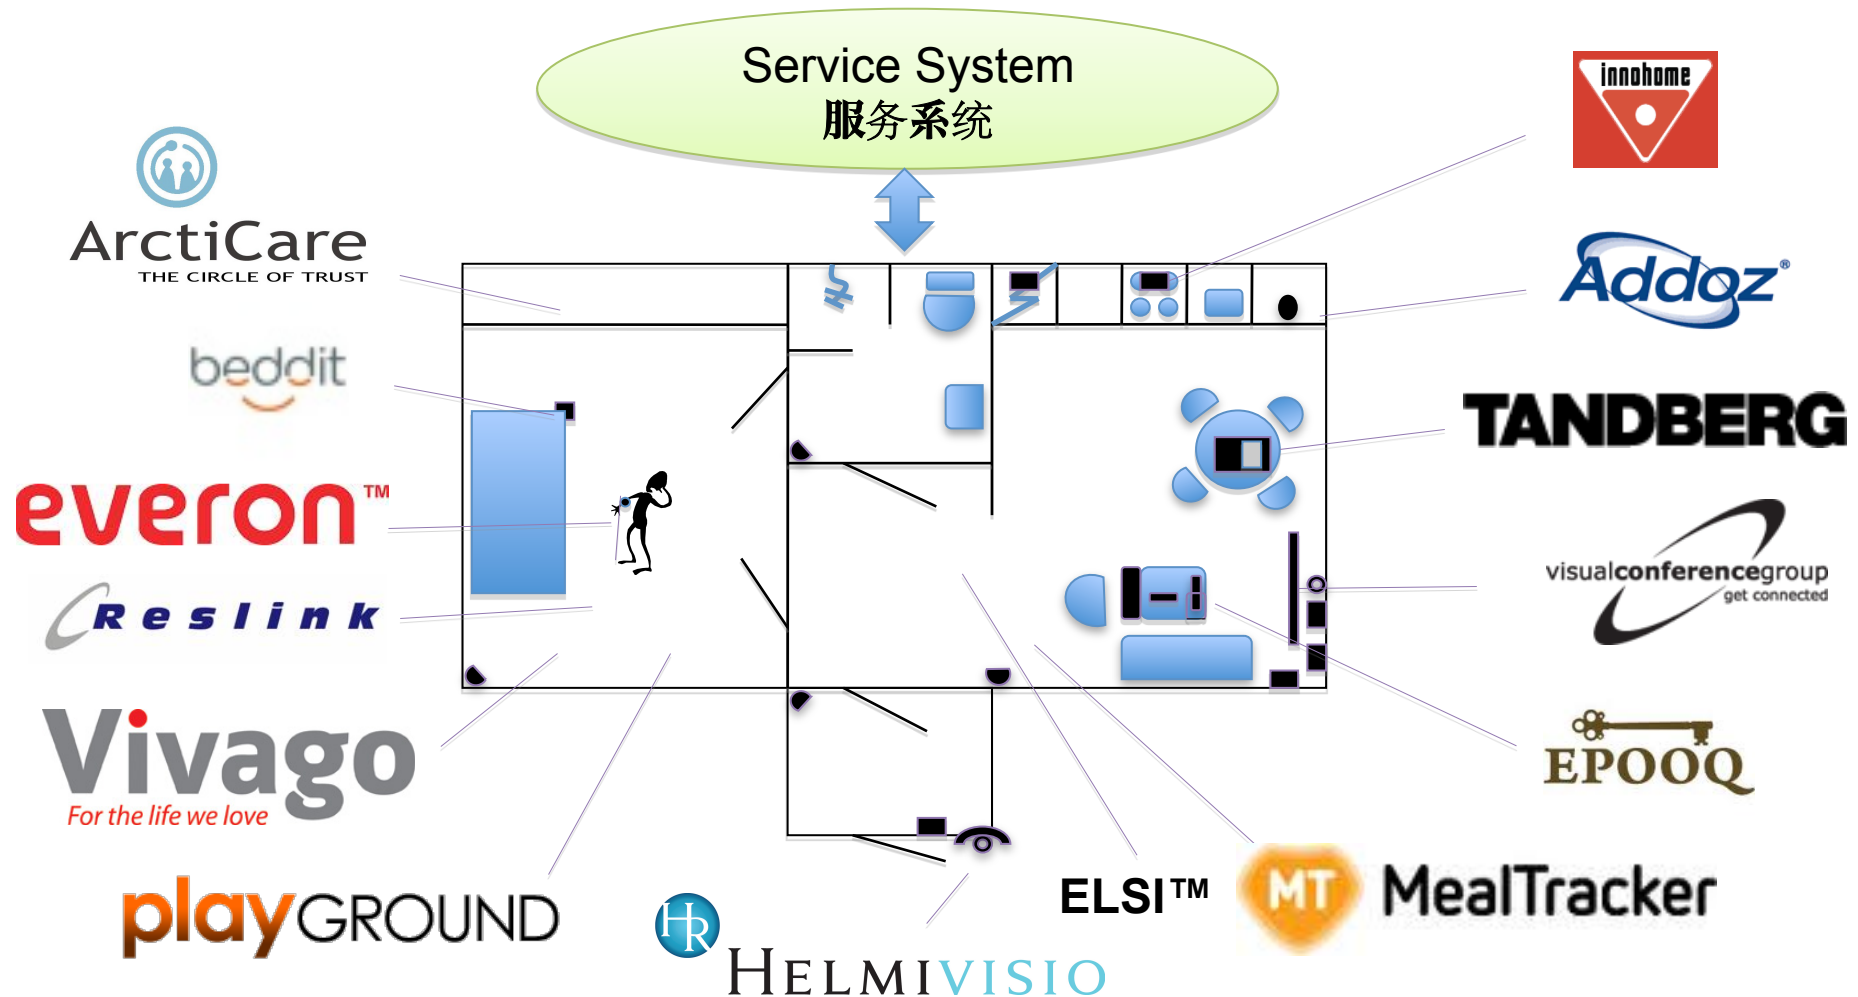 Service System
服务系统
innohome
ArctiCare
THE CIRCLE OF TRUST
Addoz®
beddit
TANDBERG
everon™
visualconferencegroup
get connected
Reslink
Vivago
For the life we love
EPOOQ
playGROUND
HR
HELMIVISIO
ELSI™
MT MealTracker